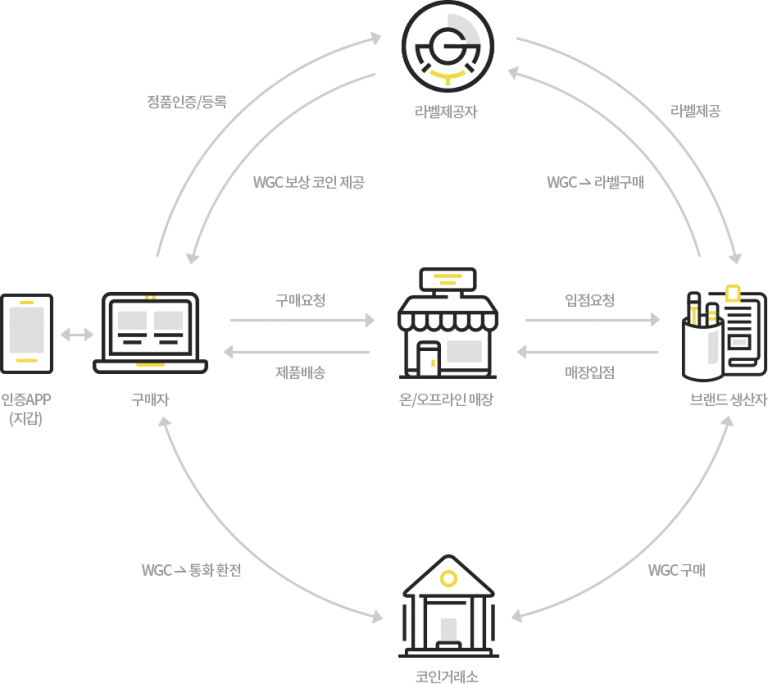 정품인증/등록
라벨제공자
라벨제공
WGC 보상 코인 제공
WGC ⇀ 라벨구매
구매요청
입점요청
제품배송
매장입점
인증APP
(지갑)
구매자
온/오프라인 매장
브랜드 생산자
WGC ⇀ 통화 환전
WGC 구매
코인거래소